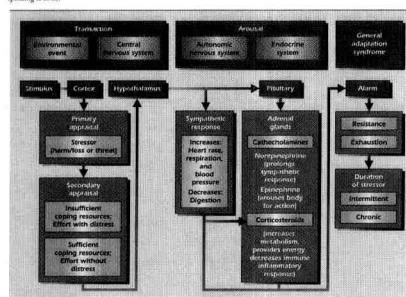 Transaction
Environmental
event
Central
nervous system
Arousal
Autonomic
nervous system
Endocrine
system
General
adaptation
syndrome
Stimulus
Cortex
Hypothalamus
Pituitary
Alarm
Primary
appraisal
Stressor
(harm/loss or threat)
Secondary
appraisal
Insufficient
coping resources;
Effort with distress
Sufficient
coping resources;
Effort without
distress
Sympathetic
response
Increases:
Heart rate,
respiration,
and
blood
pressure
Decreases:
Digestion
Adrenal
glands
Cathecholamines
Norepinephrine
(prolongs
sympathetic
response)
Epinephrine
(arouses body
for action)
Corticosteroids
(increases
metabolism,
provides energy,
decreases immune
inflammatory
response)
Resistance
Exhaustion
Duration
of stressor
Intermittent
Chronic